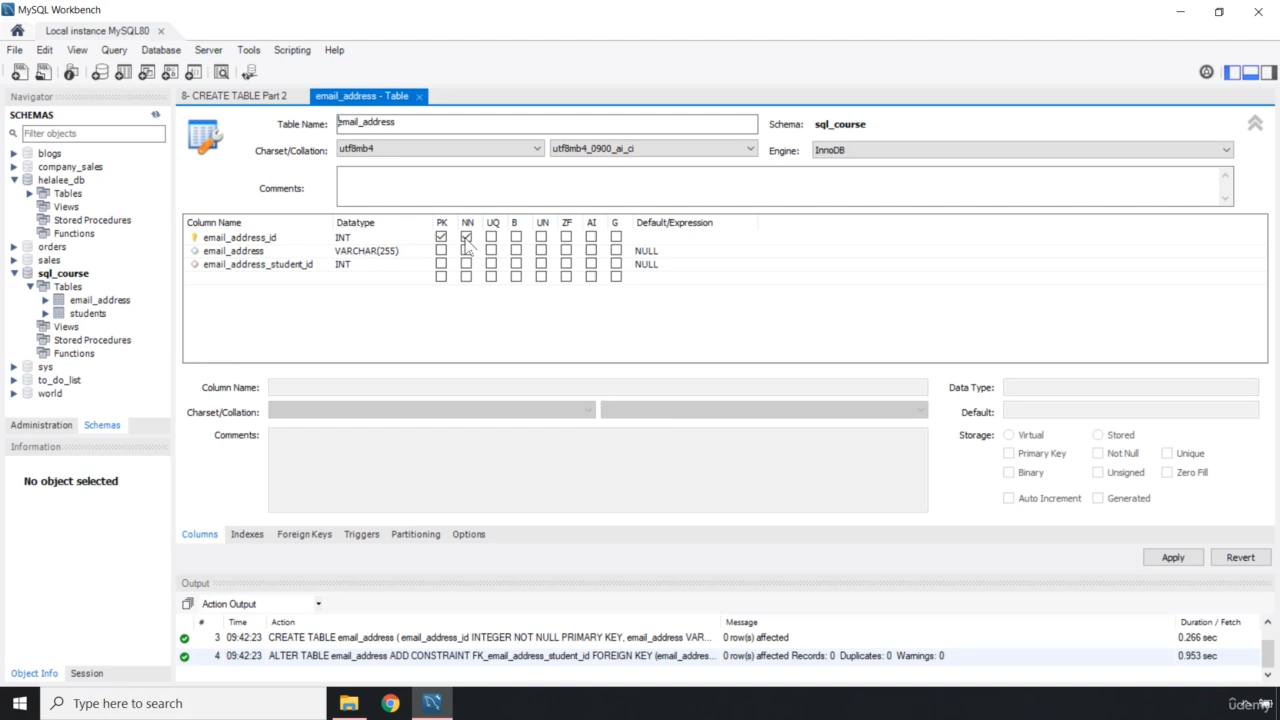 MySQL Workbench
Local instance MySQL80
File Edit View Query Database Server Tools Scripting Help
Navigator
SCHEMAS
Filter objects
blogs
company_sales
helalee_db
Tables
Views
Stored Procedures
Functions
orders
sales
sql_course
Tables
email_address
students
Views
Stored Procedures
Functions
sys
to_do_list
world
Administration Schemas
Information
No object selected
Object Info Session
8- CREATE TABLE Part 2 email_address - Table
Table Name: email_address Schema: sql_course
Charset/Collation: utf8mb4 utf8mb4_0900_ai_ci Engine: InnoDB
Comments:
Column Name Datatype PK NN UQ B UN ZF AI G Default/Expression
email_address_id INT
email_address VARCHAR(255) NULL
email_address_student_id INT NULL
Column Name: Data Type:
Charset/Collation: Default:
Comments: Storage: Virtual Stored
Primary Key Not Null Unique
Binary Unsigned Zero Fill
Auto Increment Generated
Columns Indexes Foreign Keys Triggers Partitioning Options
Apply Revert
Output
Action Output
# Time Action Message Duration / Fetch
3 09:42:23 CREATE TABLE email_address ( email_address_id INTEGER NOT NULL PRIMARY KEY, email_address VAR... 0 row(s) affected 0.266 sec
4 09:42:23 ALTER TABLE email_address ADD CONSTRAINT FK_email_address_student_id FOREIGN KEY (email_addres... 0 row(s) affected Records: 0 Duplicates: 0 Warnings: 0 0.953 sec
Type here to search
udemy